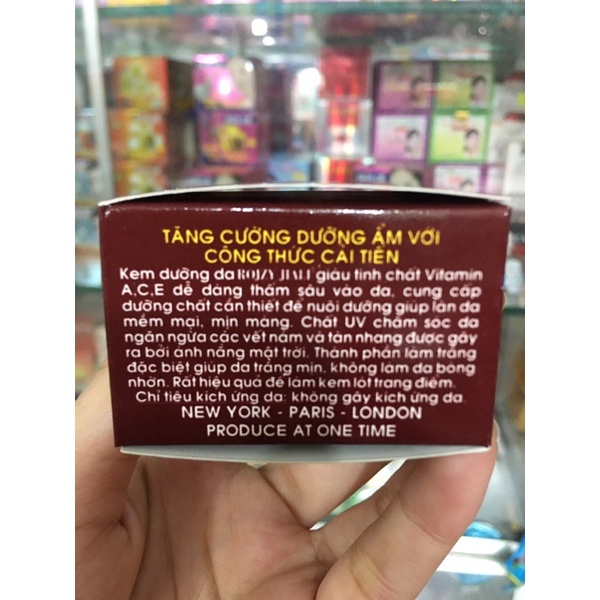 TĂNG CƯỜNG DƯỠNG ẨM VỚI
CÔNG THỨC CẢI TIẾN
Kem dưỡng da giàu tinh chất Vitamin
A,C,E dễ dàng thấm sâu vào da, cung cấp
dưỡng chất cần thiết để nuôi dưỡng giúp làn da
mềm mại, mịn màng. Chất UV chăm sóc da
ngăn ngừa các vết nám và tàn nhang được gây
ra bởi ánh nắng mặt trời. Thành phần làm trắng
đặc biệt giúp da trắng mịn, không làm da bóng
nhờn. Rất hiệu quả để làm kem lót trang điểm.
Chỉ tiêu kích ứng da: không gây kích ứng da.
NEW YORK - PARIS - LONDON
PRODUCE AT ONE TIME